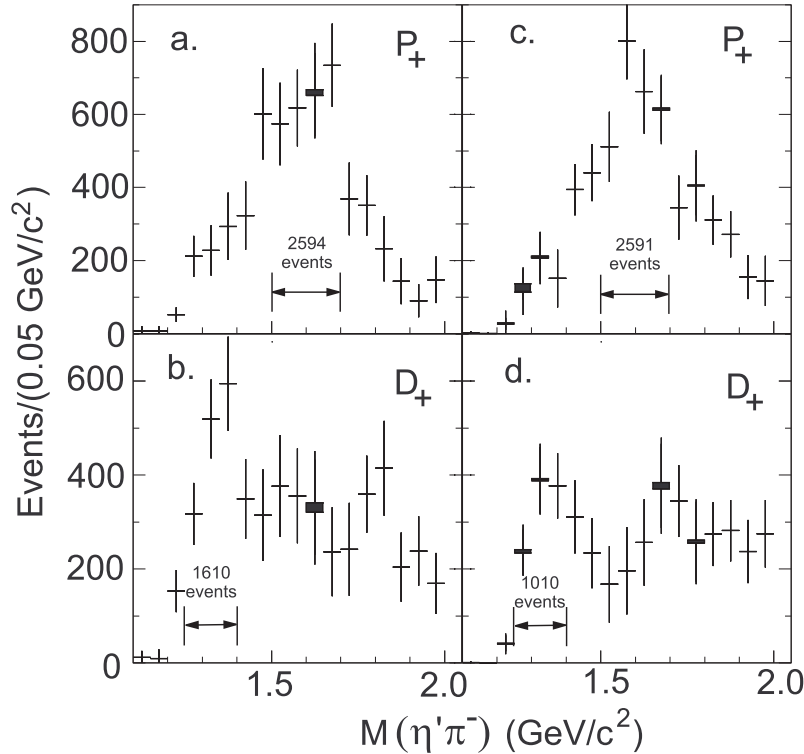 Events/(0.05 GeV/c²)
a.
P₊
800
600
400
200
0
2594
events
c.
P₊
2591
events
b.
D₊
600
400
200
0
1610
events
d.
D₊
1010
events
1.5
2.0
1.5
2.0
M (η'π⁻) (GeV/c²)